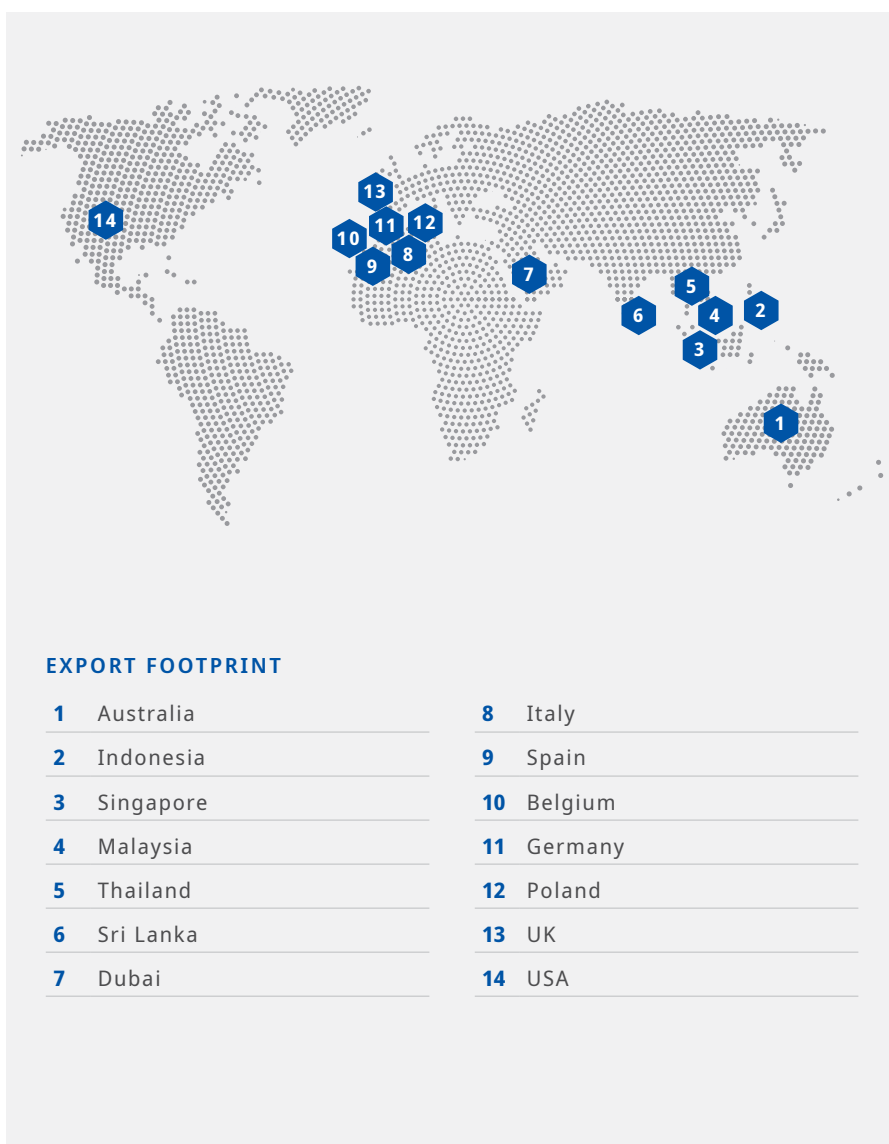 13
14
11
12
10
8
9
7
5
6
4
2
3
1
EXPORT FOOTPRINT
1 Australia
2 Indonesia
3 Singapore
4 Malaysia
5 Thailand
6 Sri Lanka
7 Dubai
8 Italy
9 Spain
10 Belgium
11 Germany
12 Poland
13 UK
14 USA